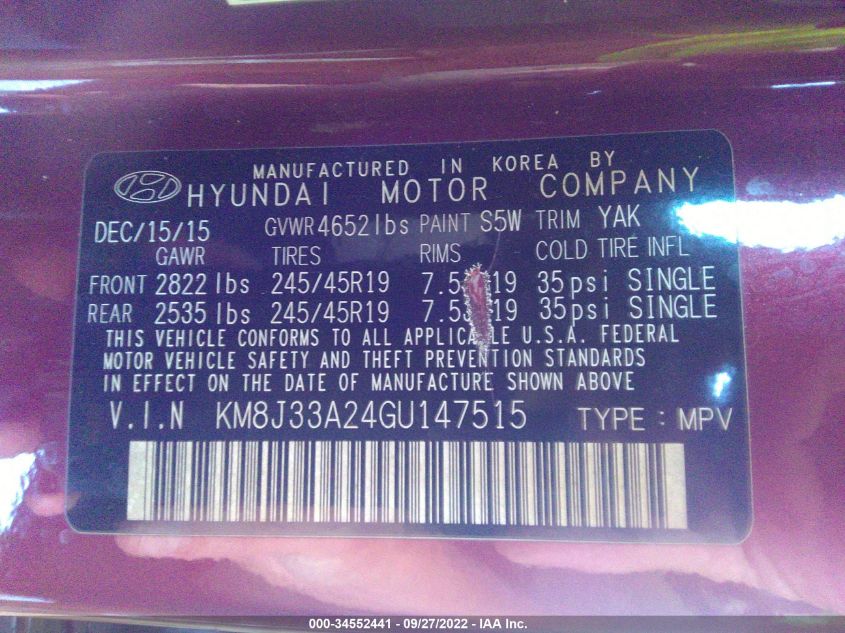 MANUFACTURED IN KOREA BY
HYUNDAI MOTOR COMPANY
DEC/15/15 GVWR 4652lbs PAINT S5W TRIM YAK
GAWR TIRES RIMS COLD TIRE INFL
FRONT 2822 lbs 245/45R19 19 35psi SINGLE
REAR 2535 lbs 245/45R19 19 35psi SINGLE
THIS VEHICLE CONFORMS TO ALL U.S.A. FEDERAL
MOTOR VEHICLE SAFETY AND THEFT PREVENTION STANDARDS
IN EFFECT ON THE DATE OF MANUFACTURE SHOWN ABOVE
V.I.N KM8J33A24GU147515 TYPE : MPV
000-34552441 - 09/27/2022 - IAA Inc.